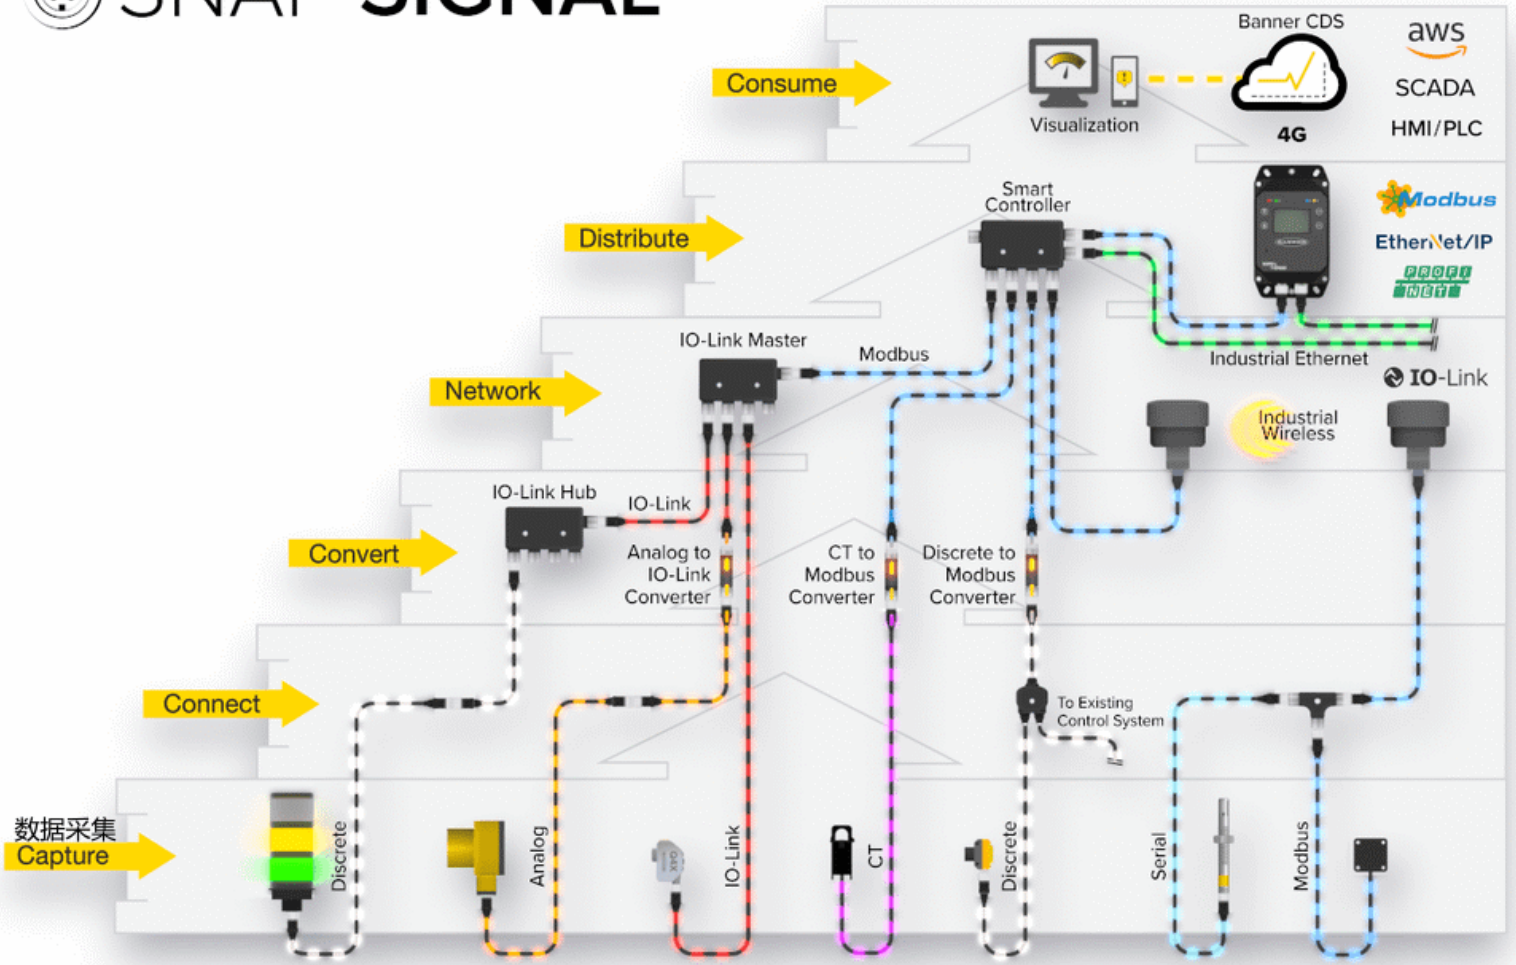 SNAP SIGNAL
Banner CDS
aws
Consume
SCADA
Visualization
4G
HMI/PLC
Smart
Controller
Modbus
Distribute
EtherNet/IP
PROFI
NET
IO-Link Master
Modbus
Industrial Ethernet
IO-Link
Network
Industrial
Wireless
IO-Link Hub
IO-Link
Convert
Analog to
IO-Link
Converter
CT to
Modbus
Converter
Discrete to
Modbus
Converter
Connect
To Existing
Control System
数据采集
Capture
Discrete
Analog
IO-Link
CT
Discrete
Serial
Modbus